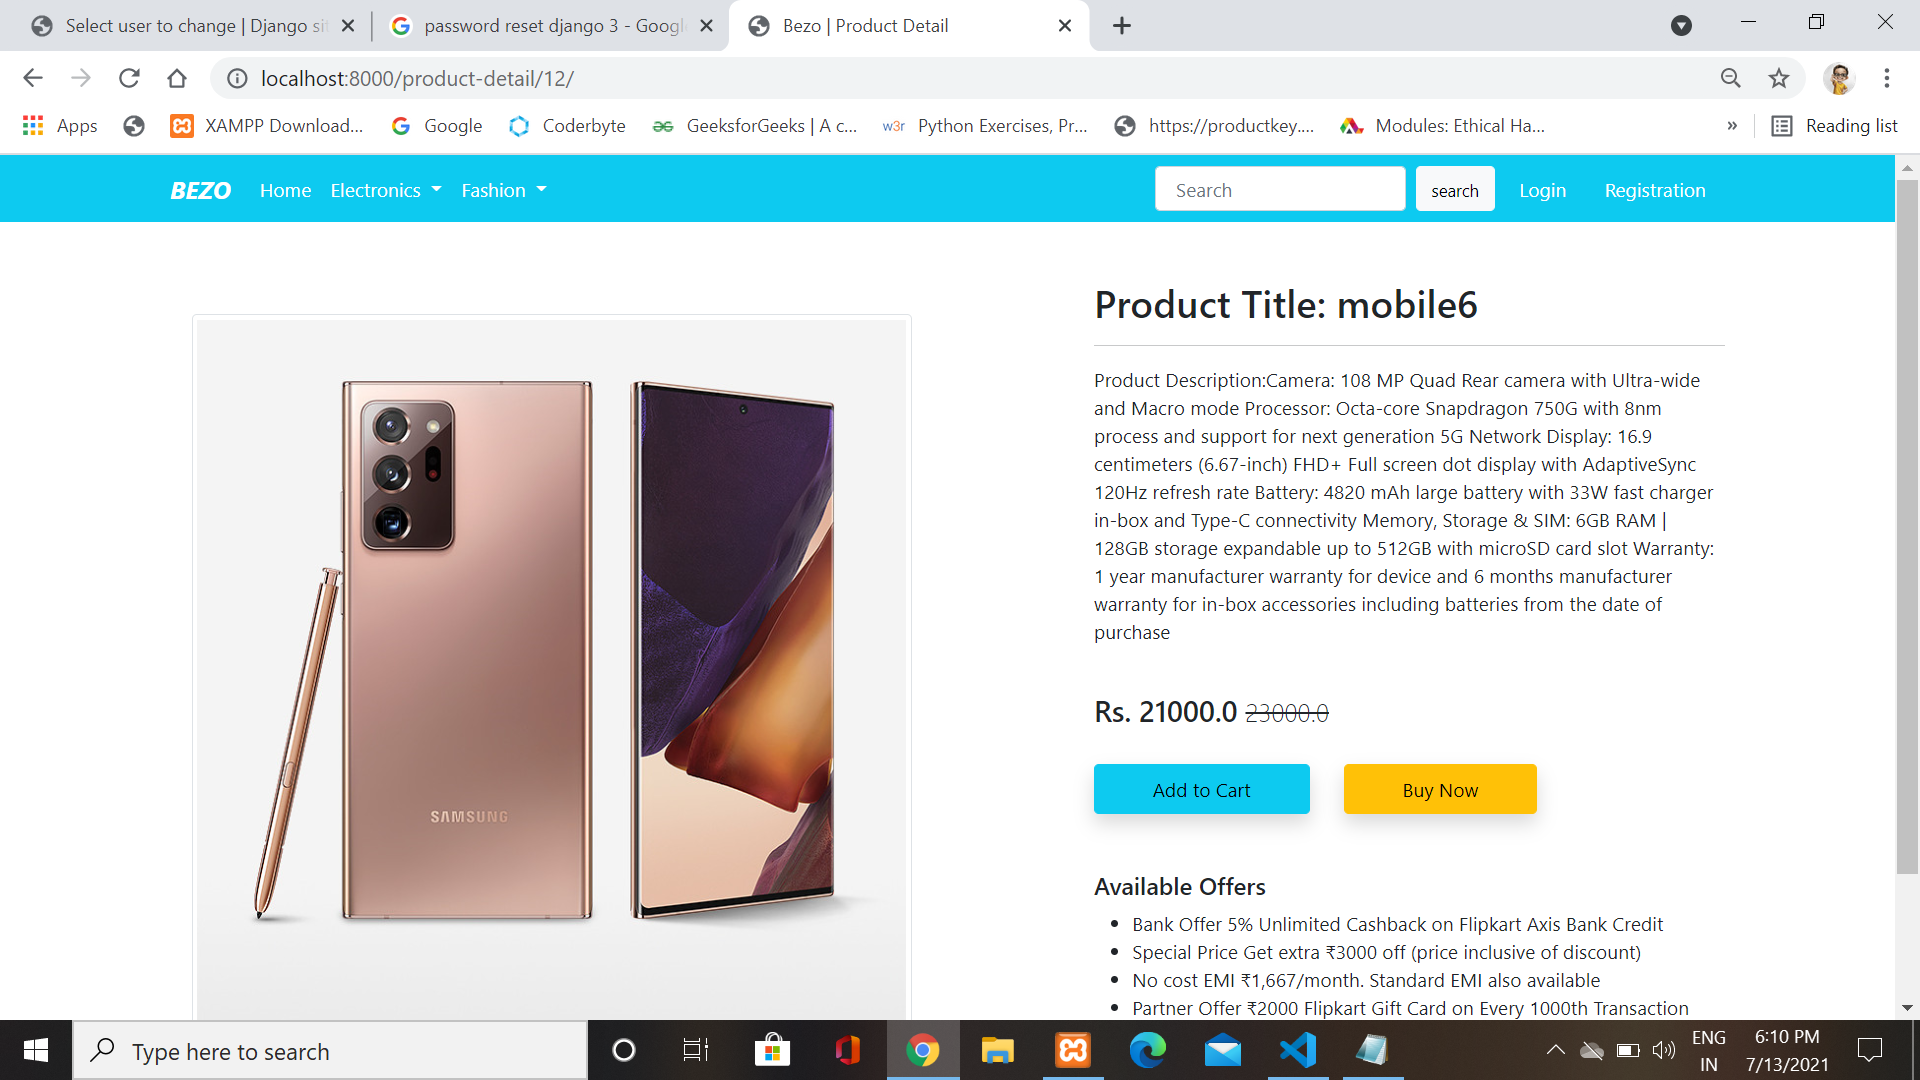 Select user to change | Django si
password reset django 3 - Googl
Bezo | Product Detail
localhost:8000/product-detail/12/
Apps
XAMPP Download...
Google
Coderbyte
GeeksforGeeks | A c...
w3r
Python Exercises, Pr...
https://productkey....
Modules: Ethical Ha...
»
Reading list
BEZO
Home
Electronics
Fashion
Search
search
Login
Registration
Product Title: mobile6
Product Description:Camera: 108 MP Quad Rear camera with Ultra-wide
and Macro mode Processor: Octa-core Snapdragon 750G with 8nm
process and support for next generation 5G Network Display: 16.9
centimeters (6.67-inch) FHD+ Full screen dot display with AdaptiveSync
120Hz refresh rate Battery: 4820 mAh large battery with 33W fast charger
in-box and Type-C connectivity Memory, Storage & SIM: 6GB RAM |
128GB storage expandable up to 512GB with microSD card slot Warranty:
1 year manufacturer warranty for device and 6 months manufacturer
warranty for in-box accessories including batteries from the date of
purchase
SAMSUNG
Rs. 21000.0 23000.0
Add to Cart
Buy Now
Available Offers
Bank Offer 5% Unlimited Cashback on Flipkart Axis Bank Credit
Special Price Get extra ₹3000 off (price inclusive of discount)
No cost EMI ₹1,667/month. Standard EMI also available
Partner Offer ₹2000 Flipkart Gift Card on Every 1000th Transaction
Type here to search
ENG
IN
6:10 PM
7/13/2021